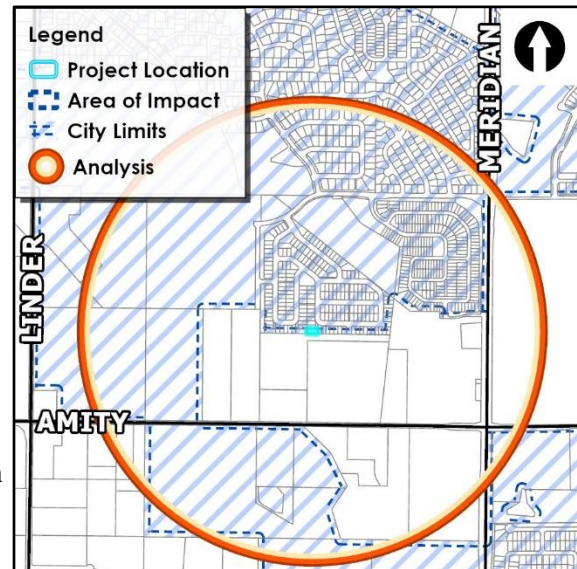 Legend
Project Location
Area of Impact
City Limits
Analysis
MERIDIAN
LINDER
AMITY